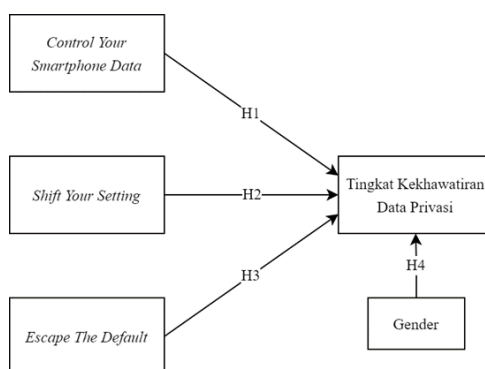 Control Your
Smartphone Data
H1
Shift Your Setting
H2
Tingkat Kekhawatiran
Data Privasi
H3
H4
Escape The Default
Gender